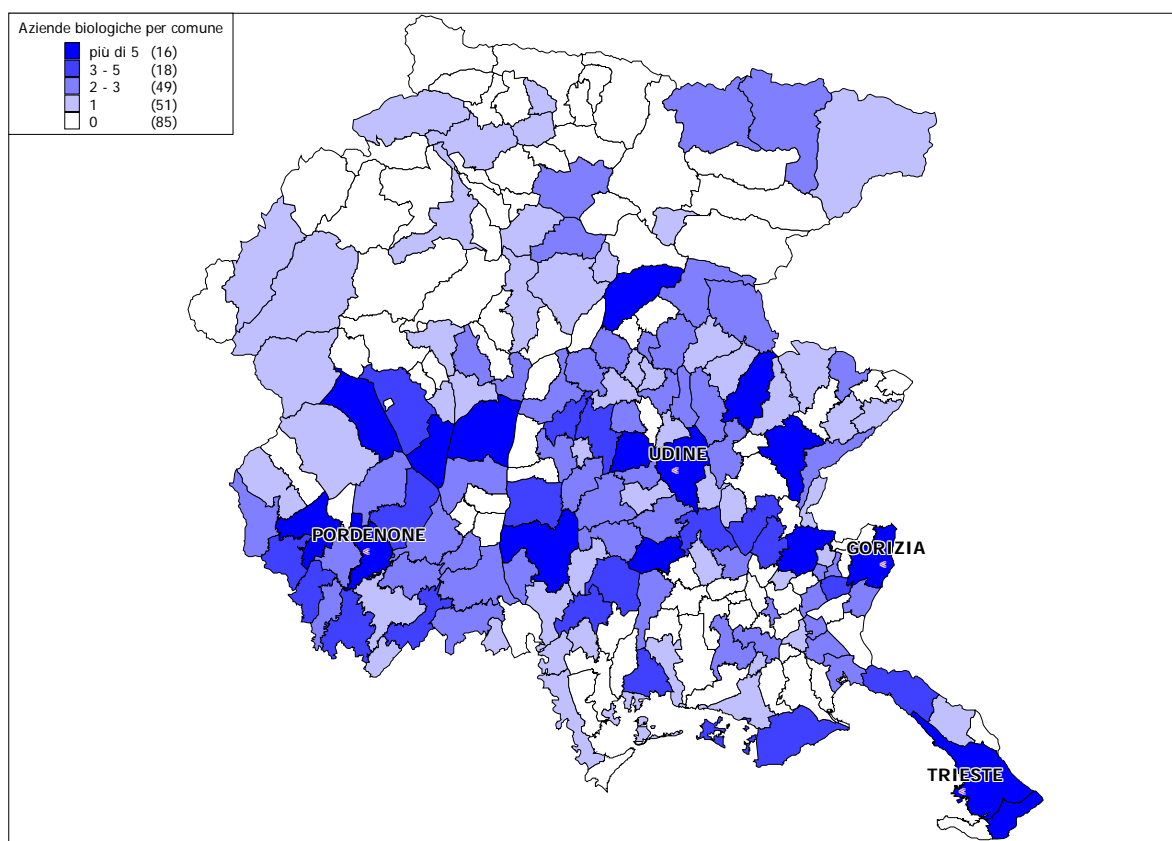 Aziende biologiche per comune
più di 5 (16)
3 - 5 (18)
2 - 3 (49)
1 (51)
0 (85)
UDINE
PORDENONE
GORIZIA
TRIESTE